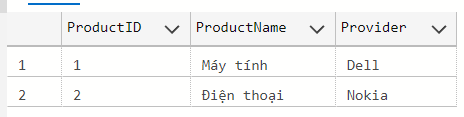 ProductID ProductName Provider
1 1 Máy tính Dell
2 2 Điện thoại Nokia